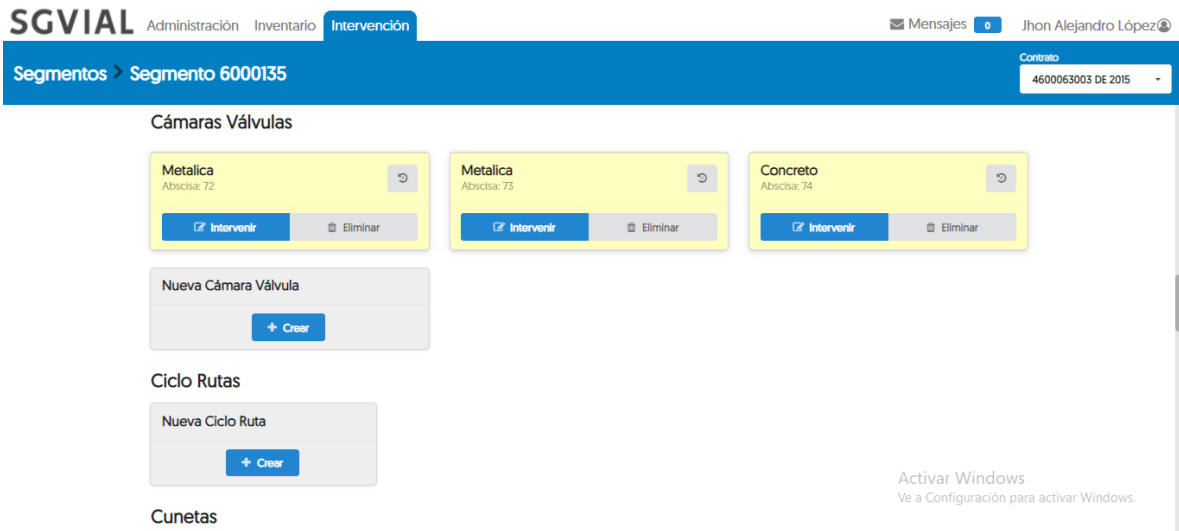 SGVIAL Administración Inventario Intervención Mensajes 0 Jhon Alejandro López
Segmentos Segmento 6000135
Contrato
4600063003 DE 2015
Cámaras Válvulas
Metalica
Abscisa: 72
Intervenir Eliminar
Metalica
Abscisa: 73
Intervenir Eliminar
Concreto
Abscisa: 74
Intervenir Eliminar
Nueva Cámara Válvula
+ Crear
Ciclo Rutas
Nueva Ciclo Ruta
+ Crear
Cunetas
Activar Windows
Ve a Configuración para activar Windows.